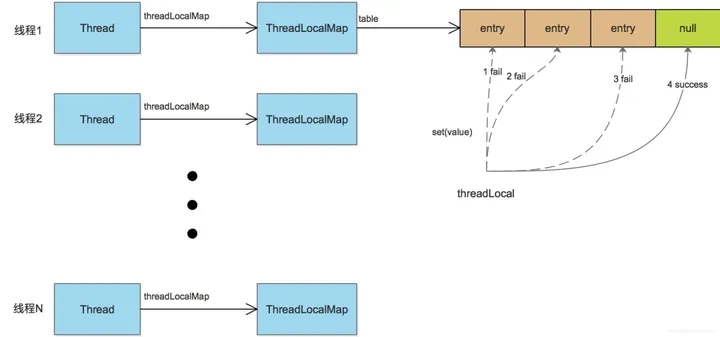 线程1
Thread
threadLocalMap
ThreadLocalMap
table
entry
entry
entry
null
1 fail
2 fail
3 fail
4 success
set(value)
threadLocal
线程2
Thread
threadLocalMap
ThreadLocalMap
线程N
Thread
threadLocalMap
ThreadLocalMap